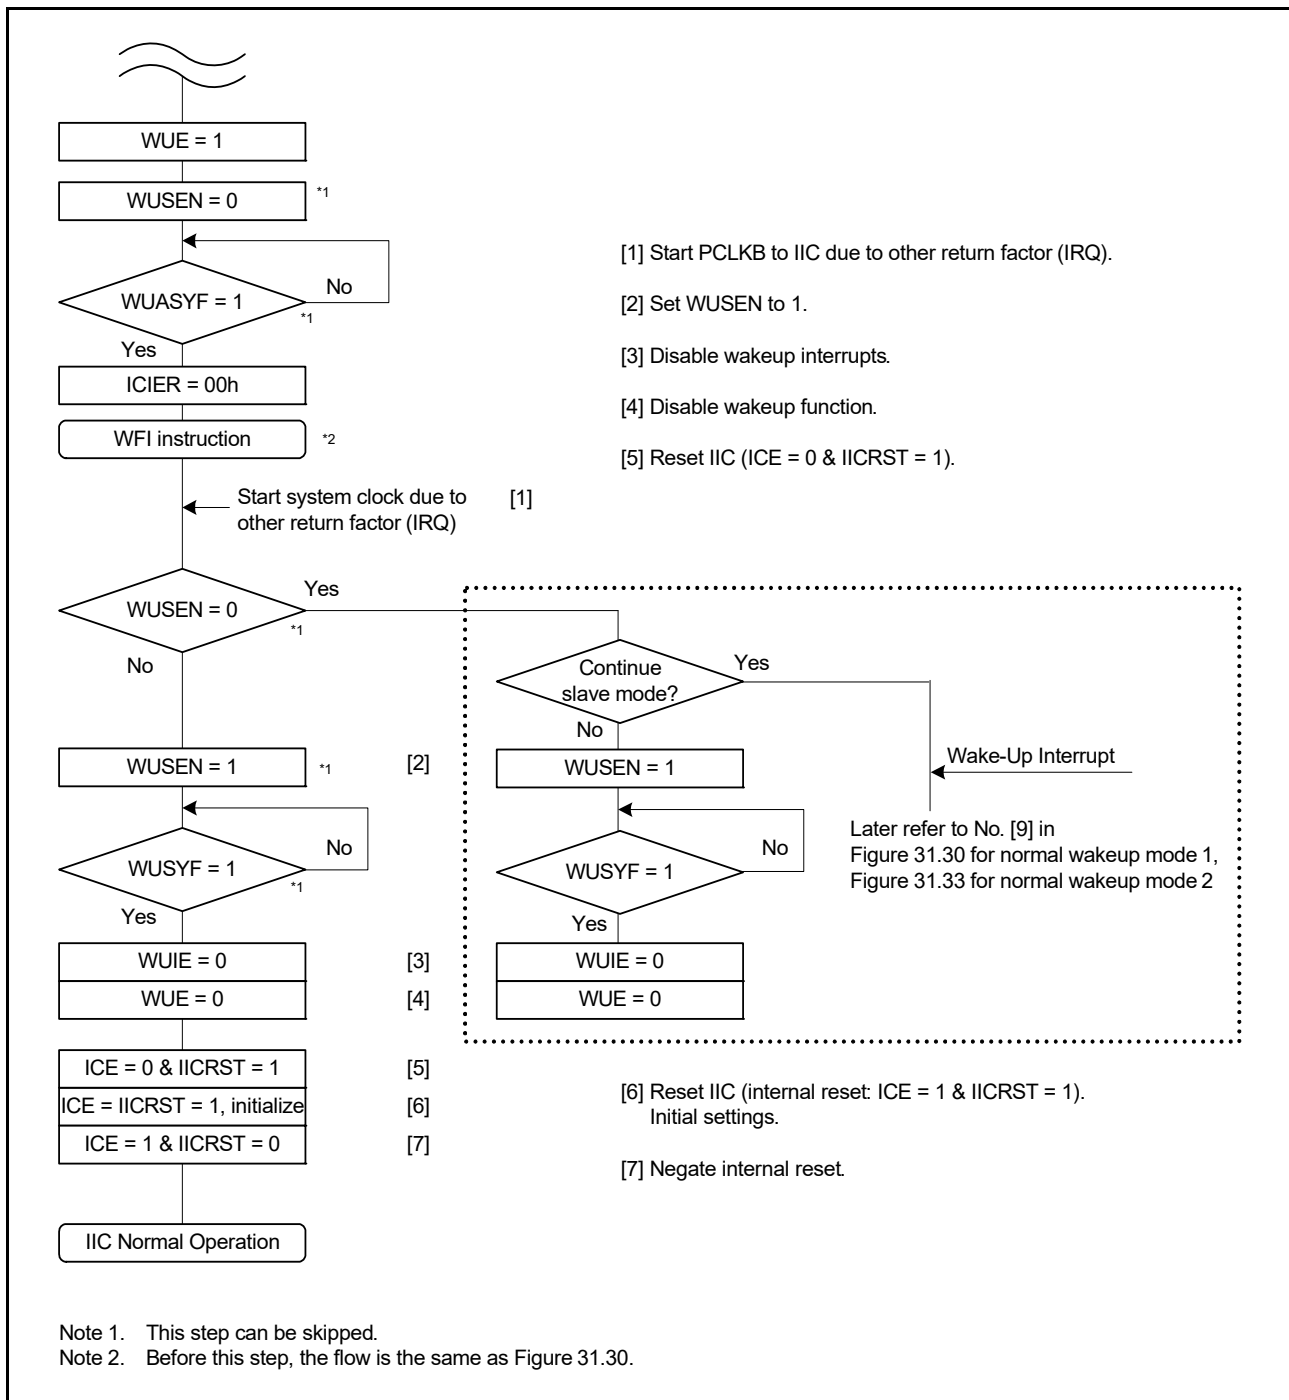 WUE = 1
WUSEN = 0 *1
WUASYF = 1 *1
No
Yes
ICIER = 00h
WFI instruction *2
Start system clock due to [1]
other return factor (IRQ)
[1] Start PCLKB to IIC due to other return factor (IRQ).
[2] Set WUSEN to 1.
[3] Disable wakeup interrupts.
[4] Disable wakeup function.
[5] Reset IIC (ICE = 0 & IICRST = 1).
WUSEN = 0 *1
Yes
No
WUSEN = 1 *1 [2]
WUSYF = 1 *1
No
Yes
WUIE = 0 [3]
WUE = 0 [4]
ICE = 0 & IICRST = 1 [5]
ICE = IICRST = 1, initialize [6]
ICE = 1 & IICRST = 0 [7]
IIC Normal Operation
Continue
slave mode?
Yes
No
WUSEN = 1
WUSYF = 1
No
Yes
WUIE = 0
WUE = 0
Wake-Up Interrupt
Later refer to No. [9] in
Figure 31.30 for normal wakeup mode 1,
Figure 31.33 for normal wakeup mode 2
[6] Reset IIC (internal reset: ICE = 1 & IICRST = 1).
Initial settings.
[7] Negate internal reset.
Note 1. This step can be skipped.
Note 2. Before this step, the flow is the same as Figure 31.30.